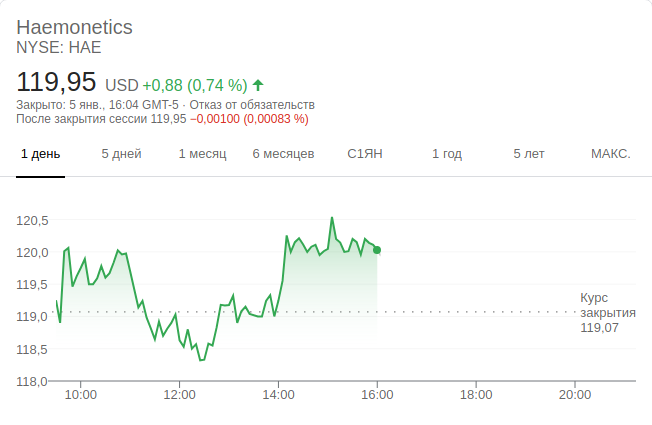 Haemonetics
NYSE: HAE
119,95 USD +0,88 (0,74 %)
Закрыто: 5 янв., 16:04 GMT-5 · Отказ от обязательств
После закрытия сессии 119,95 −0,00100 (0,00083 %)
1 день 5 дней 1 месяц 6 месяцев С1ЯН 1 год 5 лет МАКС.
120,5
120,0
119,5
119,0
118,5
118,0
Курс
закрытия
119,07
10:00 12:00 14:00 16:00 18:00 20:00